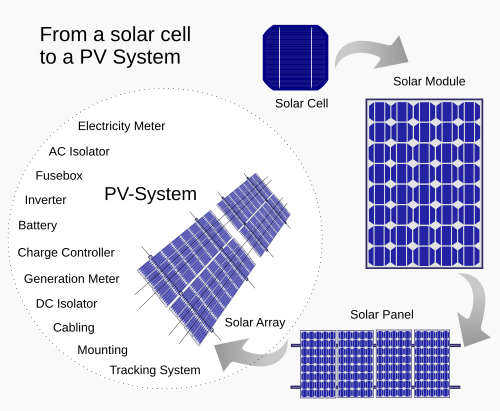 From a solar cell
to a PV System
Solar Cell
Solar Module
Electricity Meter
AC Isolator
Fusebox
PV-System
Inverter
Battery
Charge Controller
Generation Meter
DC Isolator
Solar Panel
Solar Array
Cabling
Mounting
Tracking System